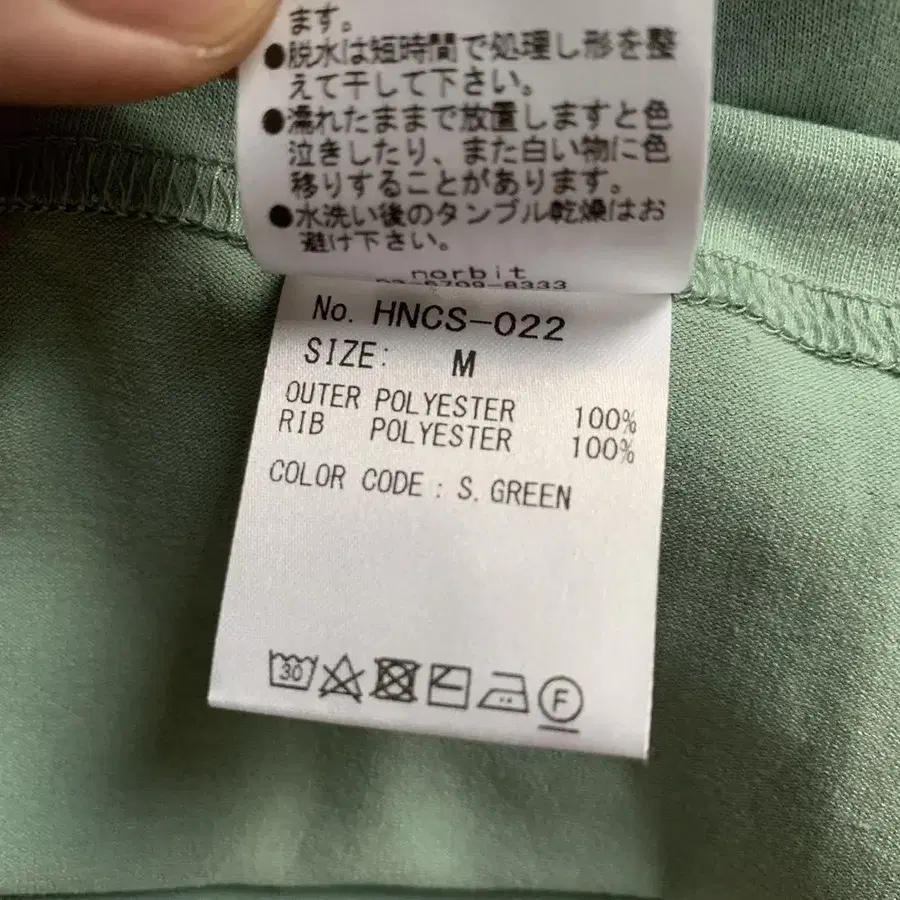 ます。
●脱水は短時間で処理し形を整
えて干して下さい。
●濡れたままで放置しますと色
泣きしたり、また白い物に色
移りすることがあります。
●水洗い後のタンブル乾燥はお
避け下さい。
norbit
03-6709-8333
No. HNCS-022
SIZE: M
OUTER POLYESTER 100%
RIB POLYESTER 100%
COLOR CODE : S. GREEN
30
F